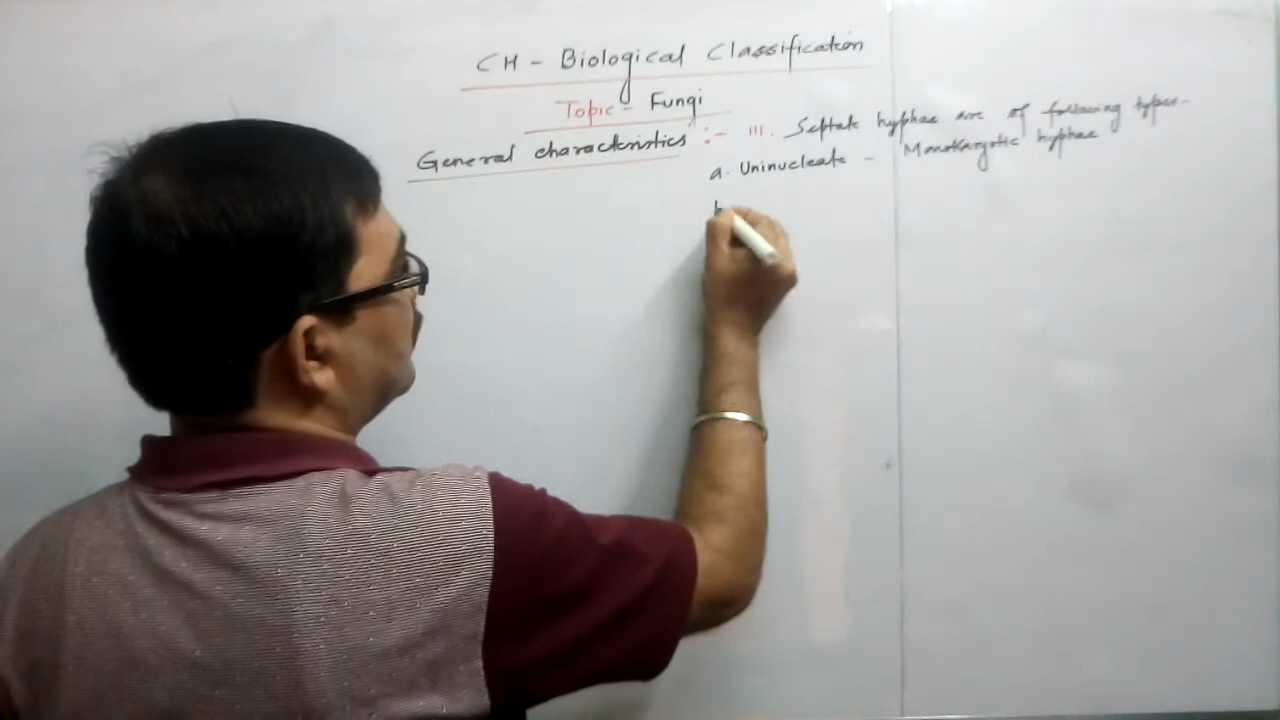 CH - Biological Classification
Topic - Fungi
General characteristics :- III. Septate hyphae are of following types-
a. Uninucleate - Monokaryotic hyphae
b